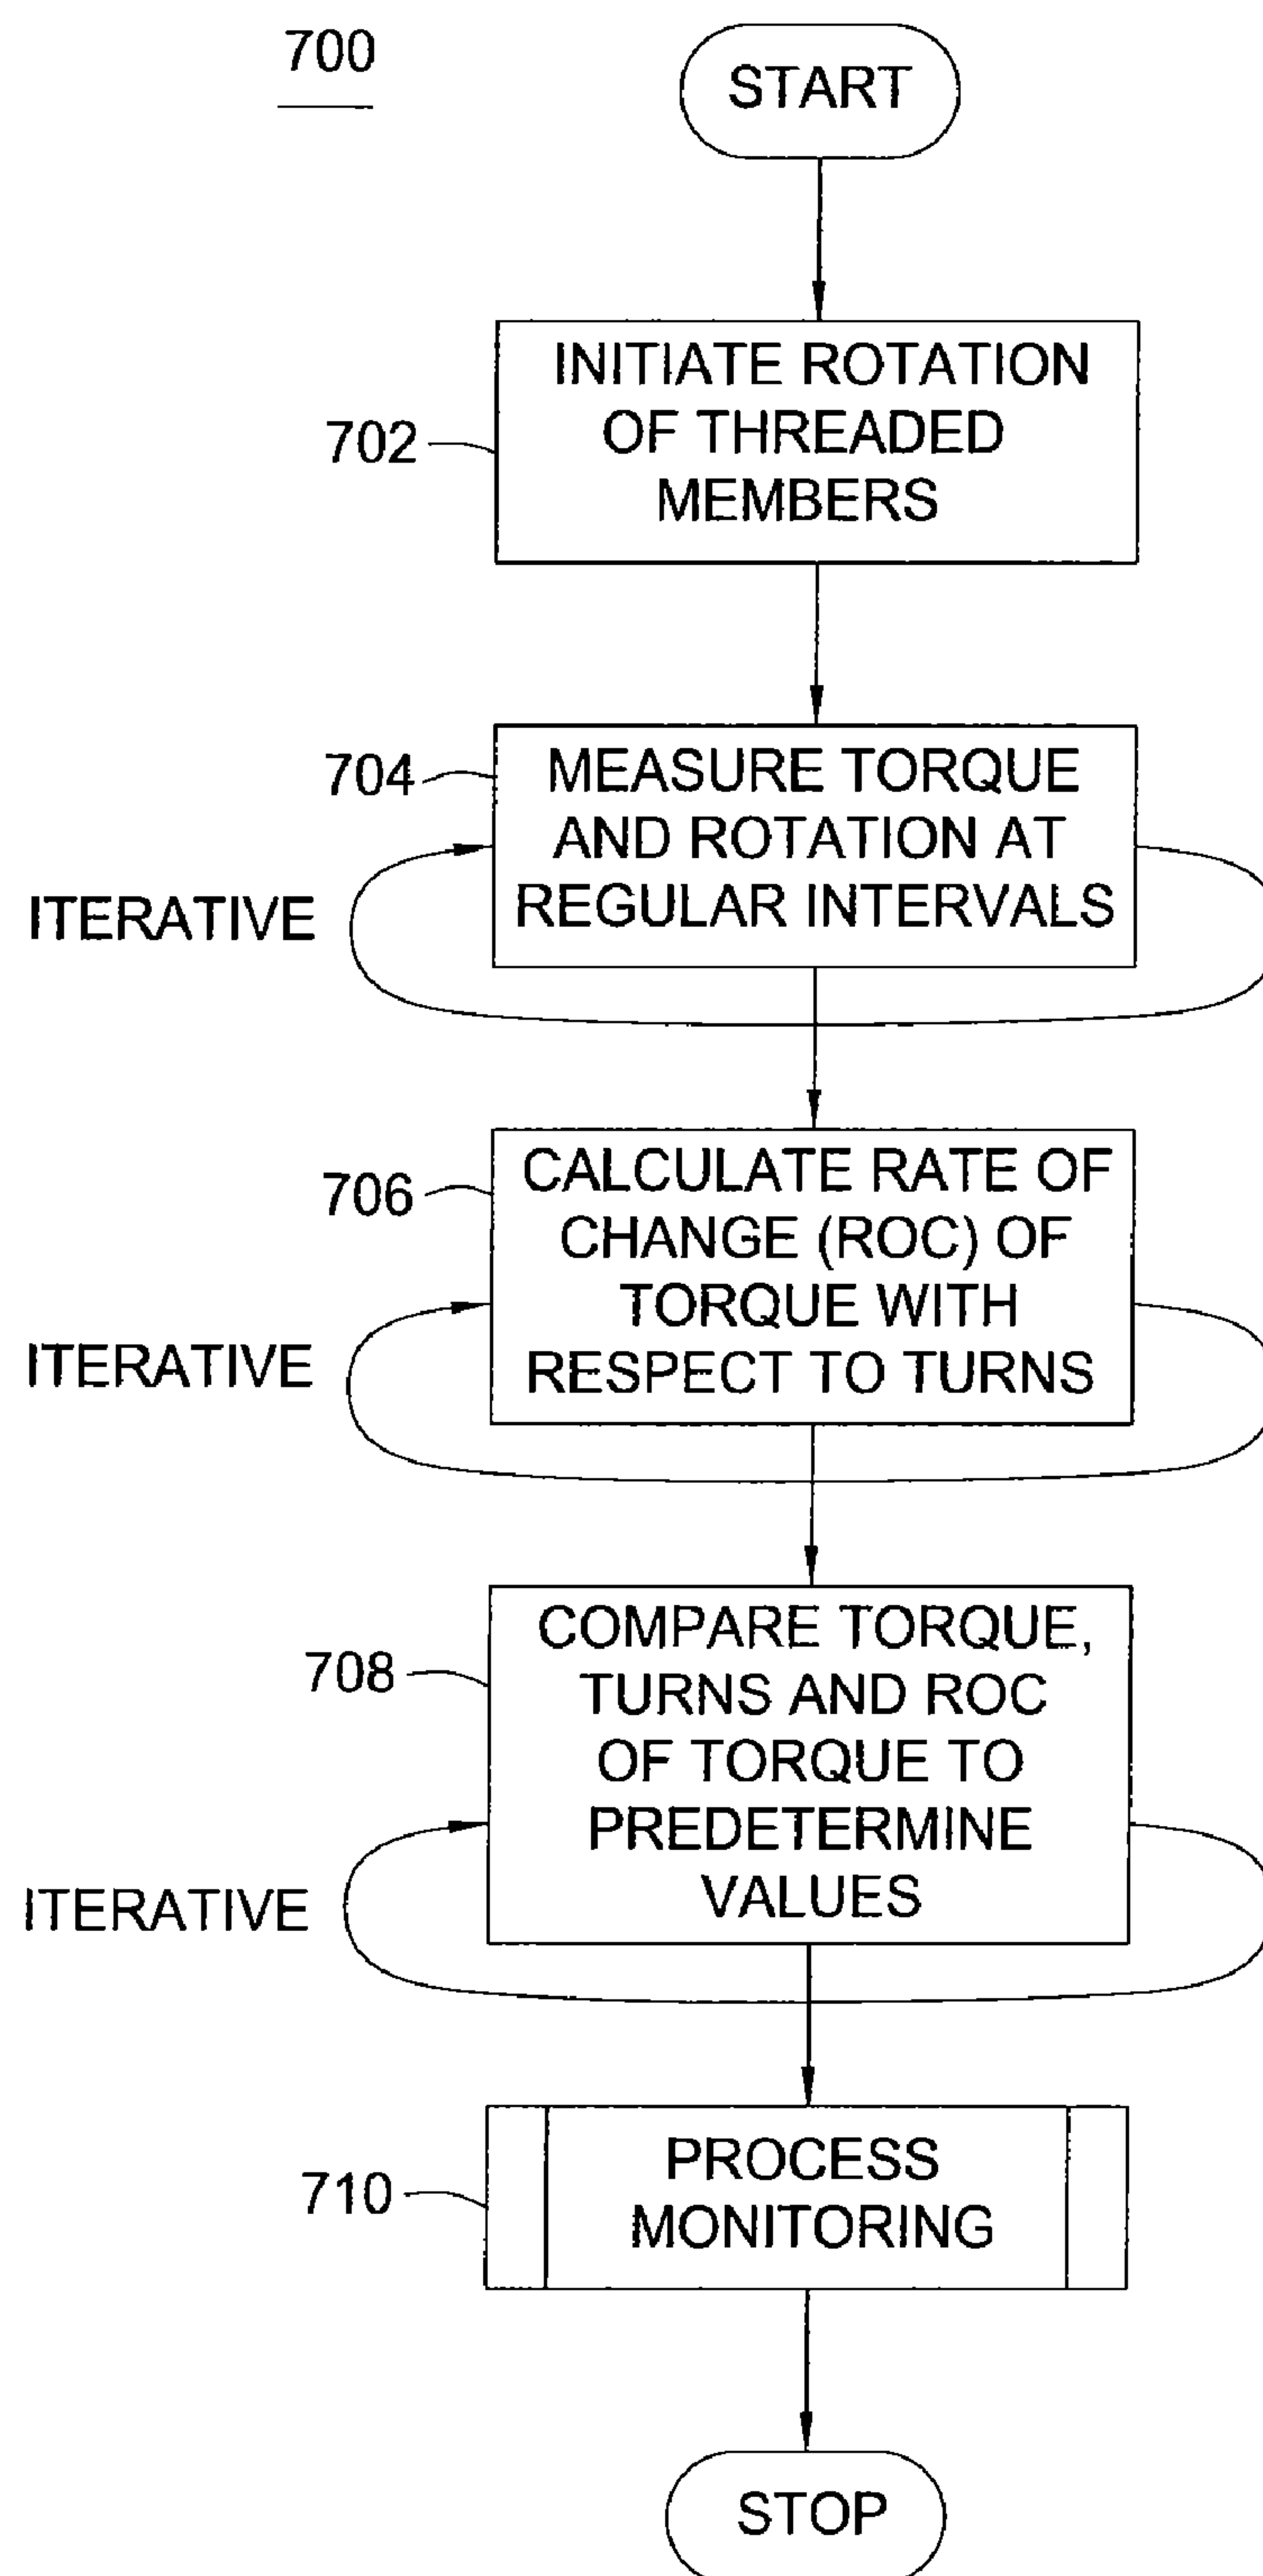 700
START
INITIATE ROTATION
OF THREADED
MEMBERS
702
704
MEASURE TORQUE
AND ROTATION AT
REGULAR INTERVALS
ITERATIVE
706
CALCULATE RATE OF
CHANGE (ROC) OF
TORQUE WITH
RESPECT TO TURNS
ITERATIVE
708
COMPARE TORQUE,
TURNS AND ROC
OF TORQUE TO
PREDETERMINE
VALUES
ITERATIVE
710
PROCESS
MONITORING
STOP